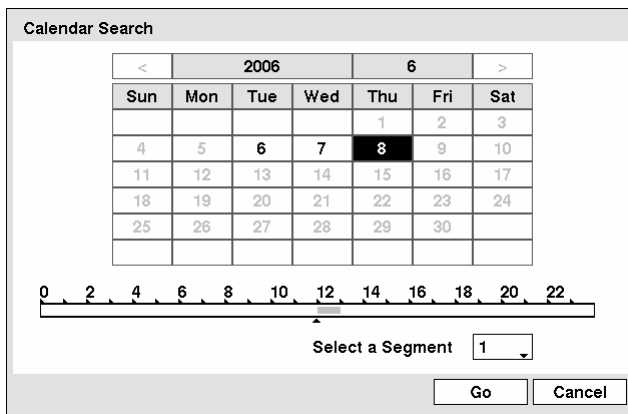 Calendar Search
< 2006 6 >
Sun Mon Tue Wed Thu Fri Sat
1 2 3
4 5 6 7 8 9 10
11 12 13 14 15 16 17
18 19 20 21 22 23 24
25 26 27 28 29 30
0 2 4 6 8 10 12 14 16 18 20 22
Select a Segment 1
Go Cancel